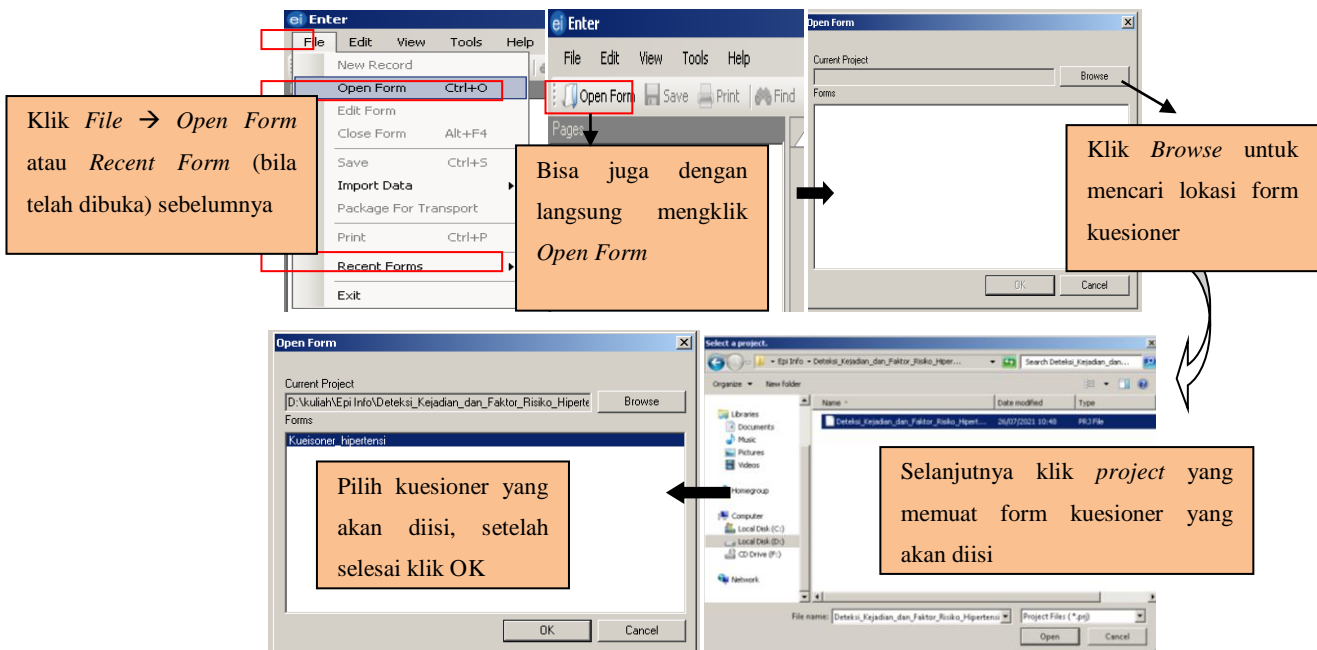 Enter
File Edit View Tools Help
New Record
Open Form Ctrl+O
Edit Form
Close Form Alt+F4
Save Ctrl+S
Import Data
Package For Transport
Print Ctrl+P
Recent Forms
Exit
Klik File → Open Form
atau Recent Form (bila
telah dibuka) sebelumnya
ei Enter
File Edit View Tools Help
Open Form Save Print Find
Pages
Bisa juga dengan
langsung mengklik
Open Form
Open Form
Current Project
Browse
Forms
OK Cancel
Klik Browse untuk
mencari lokasi form
kuesioner
Open Form
Current Project
D:\kuliah\Epi Info\Deteksi_Kejadian_dan_Faktor_Risiko_Hiperte Browse
Forms
Kueisoner_hipertensi
Pilih kuesioner yang
akan diisi, setelah
selesai klik OK
OK Cancel
Select a project.
Epi Info Deteksi_Kejadian_dan_Faktor_Risiko_Hiper... Search Deteksi_Kejadian_dan...
Organize New folder
Name Date modified Type
Deteksi_Kejadian_dan_Faktor_Risiko_Hipert... 26/07/2021 10:48 PRJ File
Libraries
Documents
Music
Pictures
Videos
Homegroup
Computer
Local Disk (C:)
Local Disk (D:)
CD Drive (F:)
Network
Selanjutnya klik project yang
memuat form kuesioner yang
akan diisi
File name: Deteksi_Kejadian_dan_Faktor_Risiko_Hipertensi Project Files (*.prj)
Open Cancel